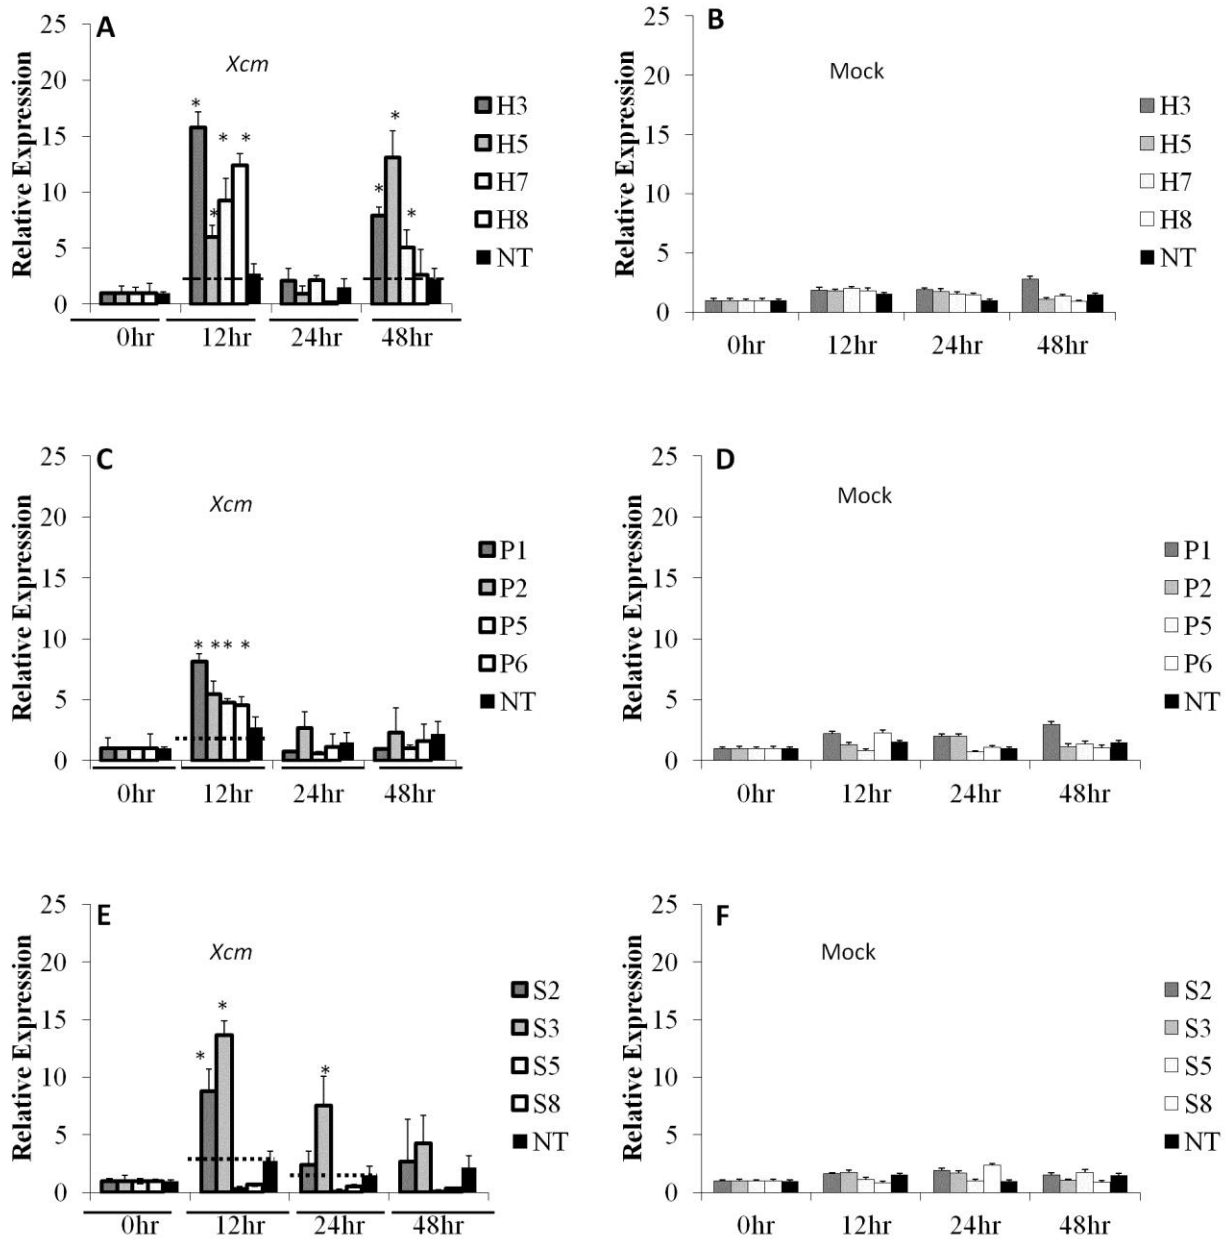 A
Xcm
Relative Expression
25
20
15
10
5
0
* * * * * * *
0hr 12hr 24hr 48hr
H3
H5
H7
H8
NT
B
Mock
Relative Expression
25
20
15
10
5
0
0hr 12hr 24hr 48hr
H3
H5
H7
H8
NT
C
Xcm
Relative Expression
25
20
15
10
5
0
* ** *
0hr 12hr 24hr 48hr
P1
P2
P5
P6
NT
D
Mock
Relative Expression
25
20
15
10
5
0
0hr 12hr 24hr 48hr
P1
P2
P5
P6
NT
E
Xcm
Relative Expression
25
20
15
10
5
0
* * *
0hr 12hr 24hr 48hr
S2
S3
S5
S8
NT
F
Mock
Relative Expression
25
20
15
10
5
0
0hr 12hr 24hr 48hr
S2
S3
S5
S8
NT